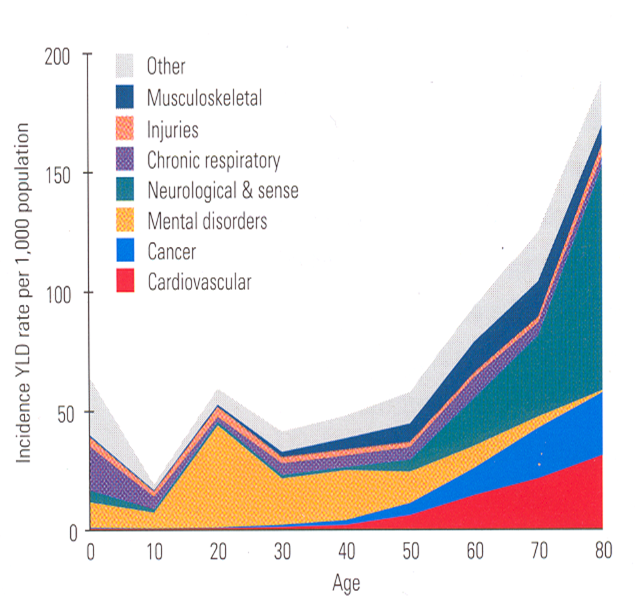 200
150
100
50
0
Incidence YLD rate per 1,000 population
Other
Musculoskeletal
Injuries
Chronic respiratory
Neurological & sense
Mental disorders
Cancer
Cardiovascular
0 10 20 30 40 50 60 70 80
Age